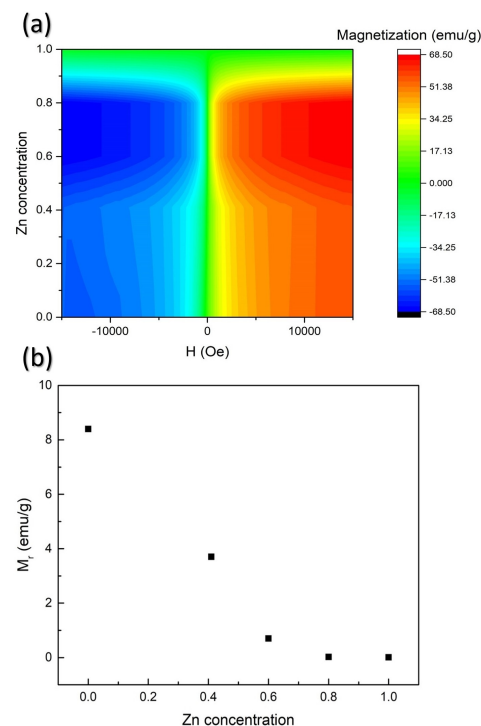 (a)
Magnetization (emu/g)
1.0
0.8
0.6
0.4
0.2
0.0
Zn concentration
-10000 0 10000
H (Oe)
68.50
51.38
34.25
17.13
0.000
-17.13
-34.25
-51.38
-68.50
(b)
10
8
6
4
2
0
Mr (emu/g)
0.0 0.2 0.4 0.6 0.8 1.0
Zn concentration